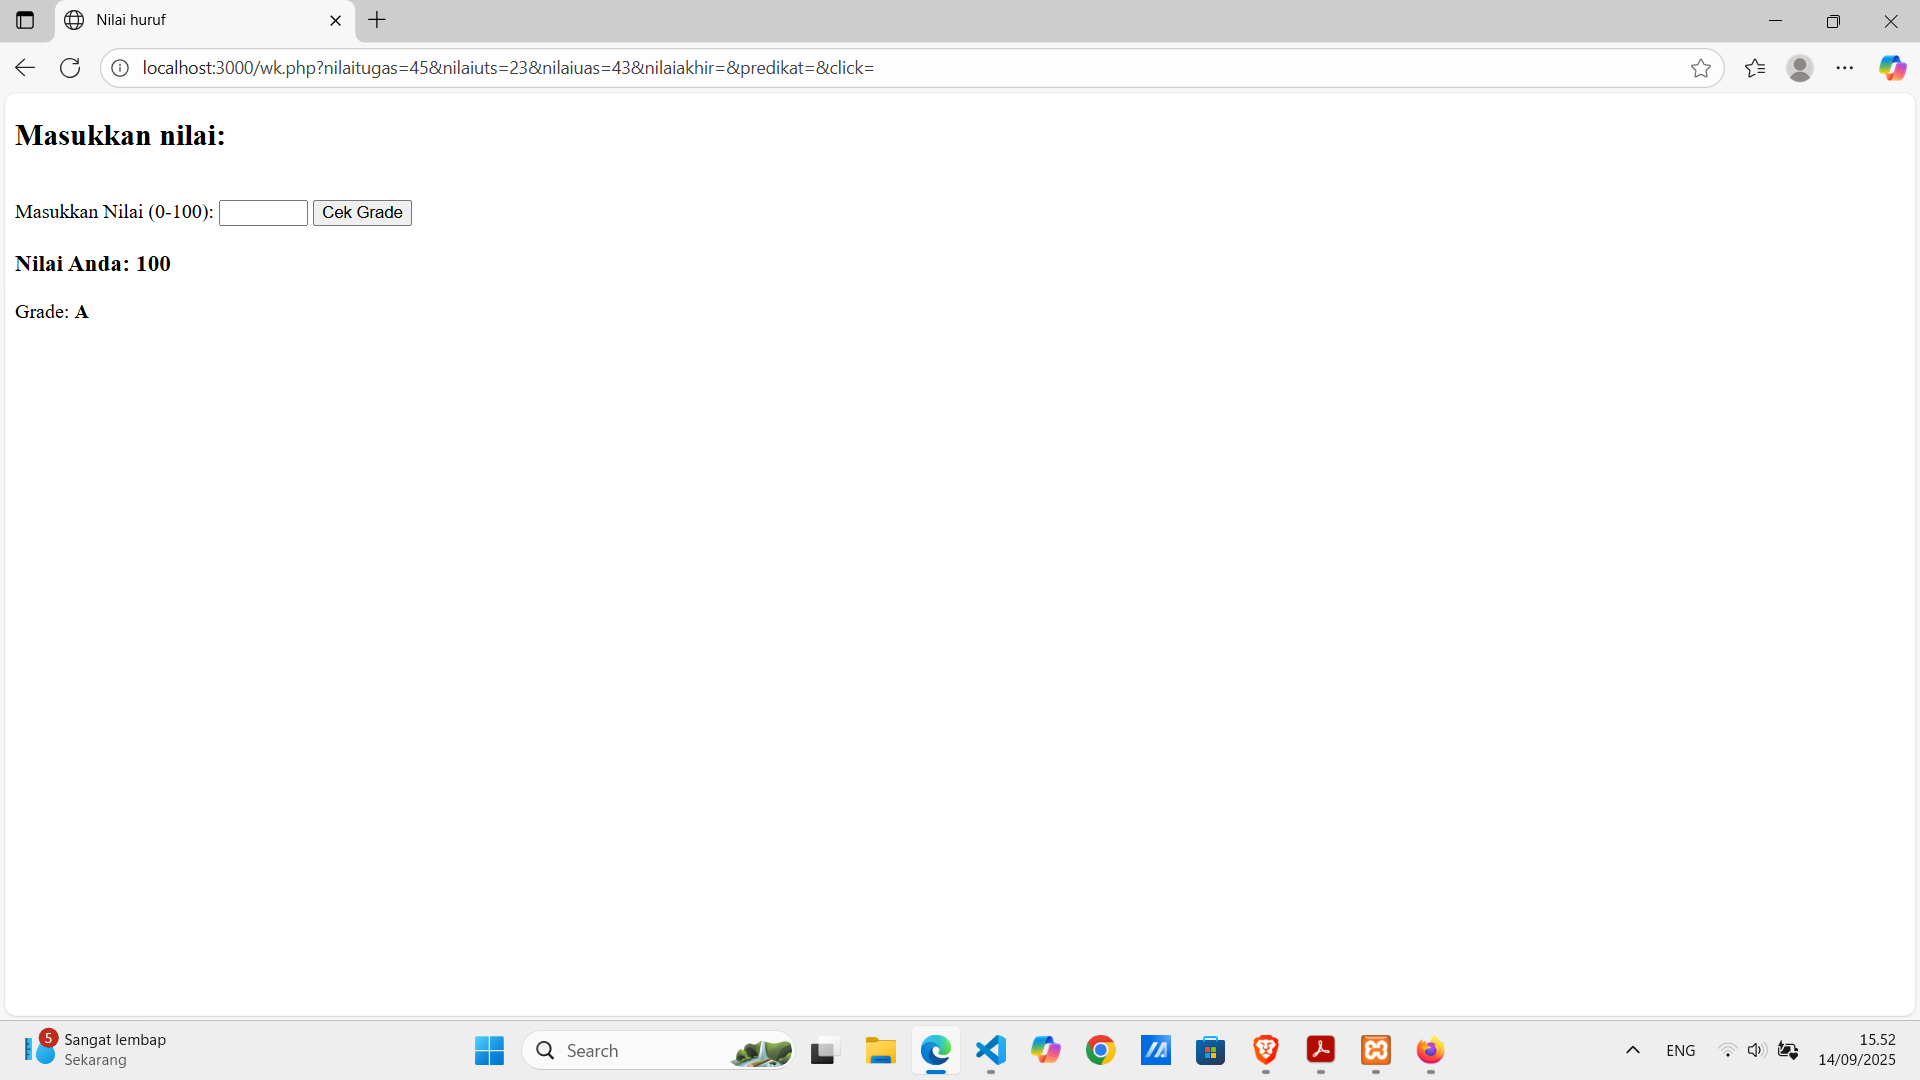 Nilai huruf
localhost:3000/wk.php?nilaitugas=45&nilaiuts=23&nilaiuas=43&nilaiakhir=&predikat=&click=
Masukkan nilai:
Masukkan Nilai (0-100): Cek Grade
Nilai Anda: 100
Grade: A
5
Sangat lembap
Sekarang
Search
ENG
15.52
14/09/2025